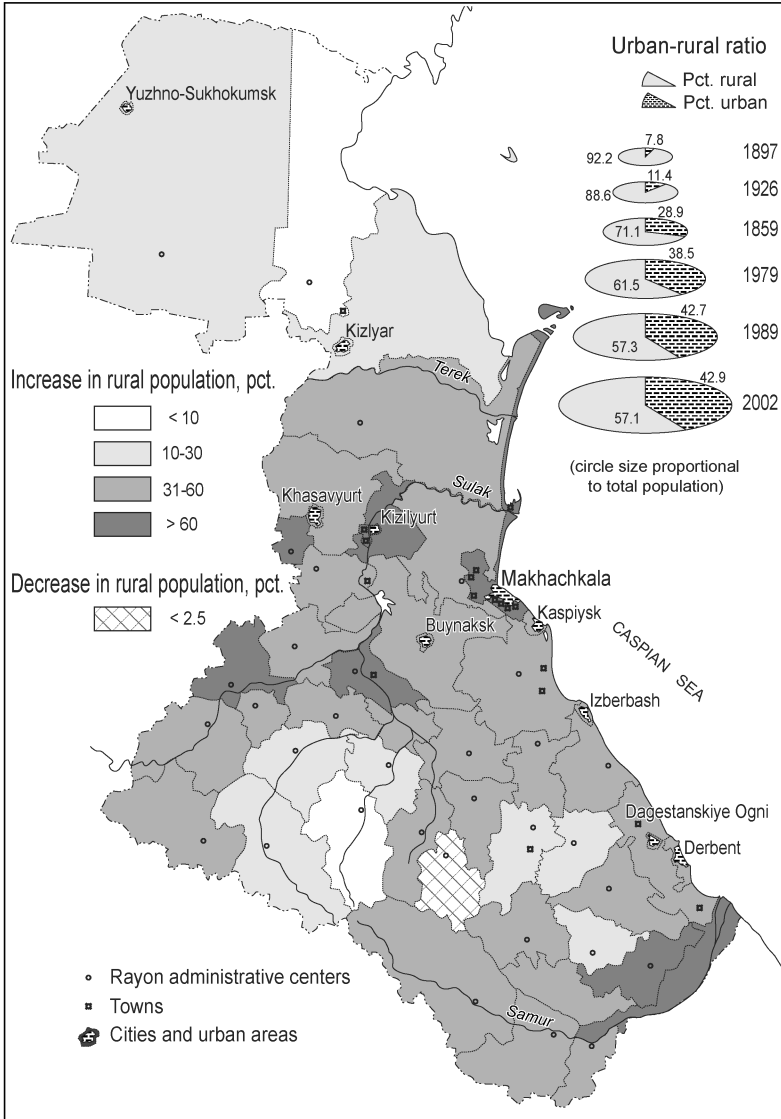 Urban-rural ratio
Pct. rural
Pct. urban
7.8
92.2
1897
11.4
88.6
1926
28.9
71.1
1859
38.5
61.5
1979
42.7
57.3
1989
42.9
57.1
2002
(circle size proportional
to total population)
Yuzhno-Sukhokumsk
Kizlyar
Terek
Increase in rural population, pct.
< 10
10-30
31-60
> 60
Decrease in rural population, pct.
< 2.5
Sulak
Khasavyurt
Kizilyurt
Makhachkala
Kaspiysk
Buynaksk
CASPIAN SEA
Izberbash
Dagestanskiye Ogni
Derbent
Samur
Rayon administrative centers
Towns
Cities and urban areas